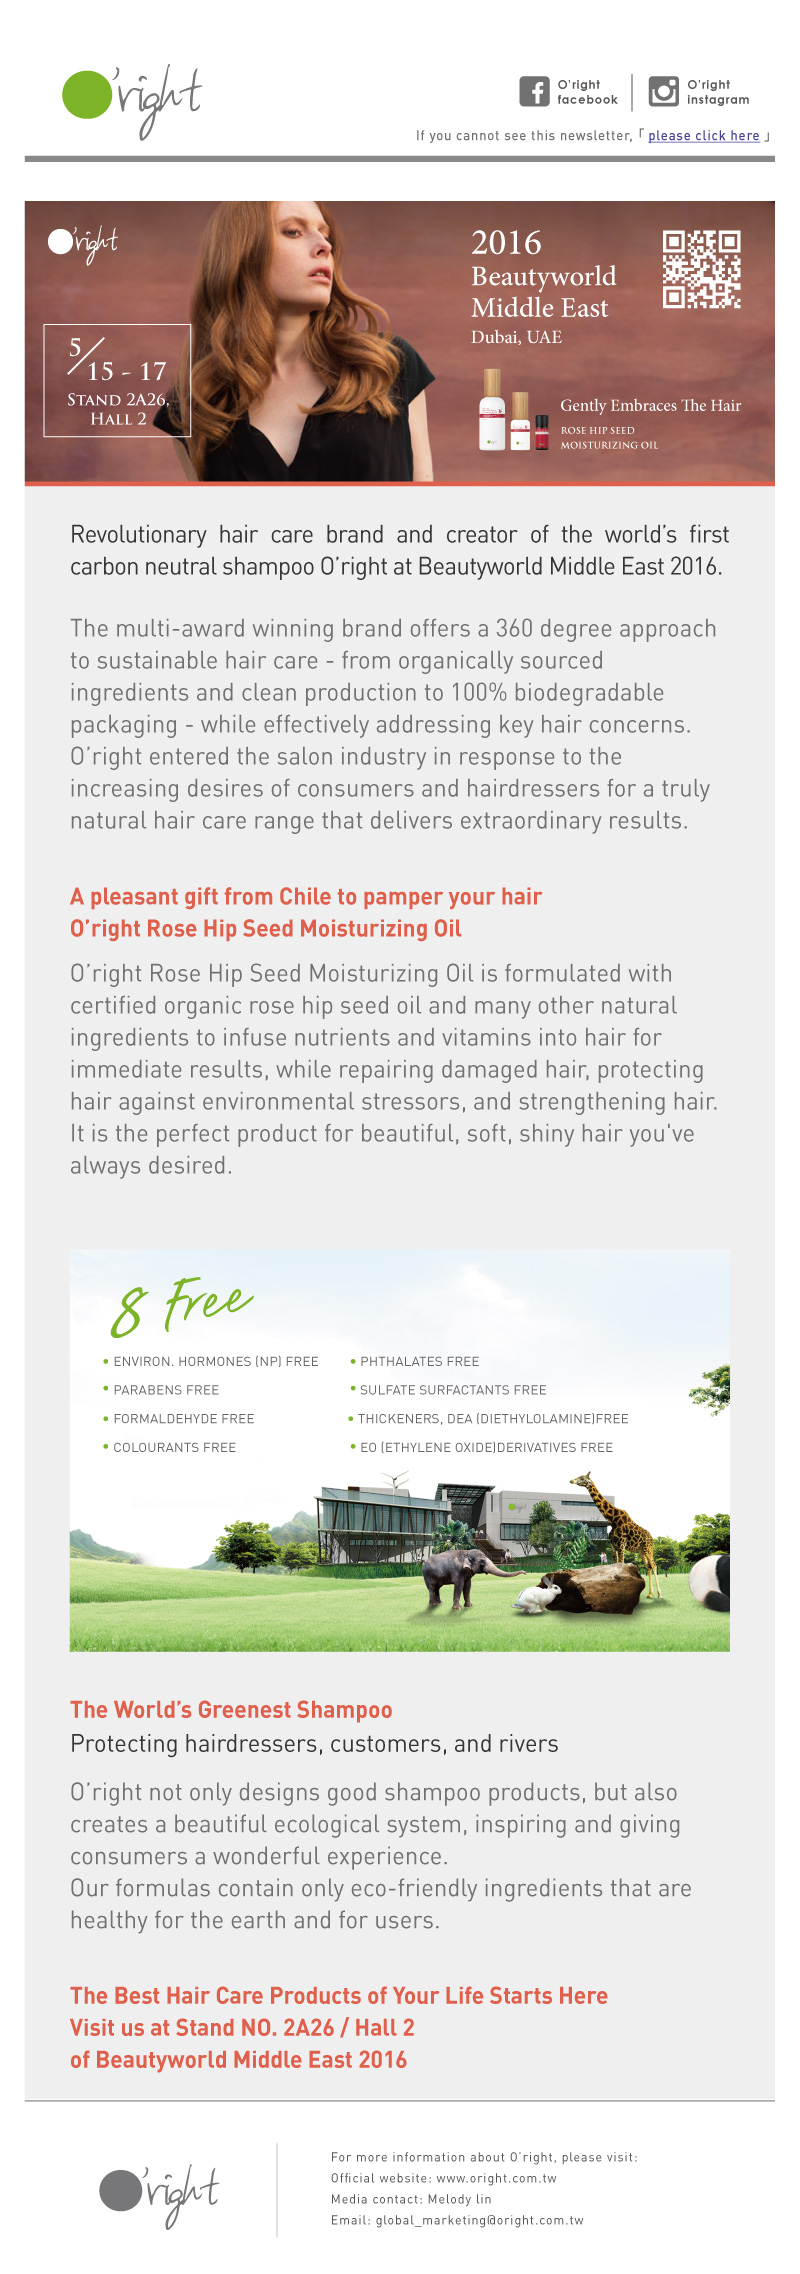 O'right
O'right
facebook
O'right
instagram
If you cannot see this newsletter,「please click here」
O'right
5/15 - 17
STAND 2A26,
HALL 2
2016
Beautyworld
Middle East
Dubai, UAE
Gently Embraces The Hair
ROSE HIP SEED
MOISTURIZING OIL
Revolutionary hair care brand and creator of the world's first
carbon neutral shampoo O'right at Beautyworld Middle East 2016.
The multi-award winning brand offers a 360 degree approach
to sustainable hair care - from organically sourced
ingredients and clean production to 100% biodegradable
packaging - while effectively addressing key hair concerns.
O'right entered the salon industry in response to the
increasing desires of consumers and hairdressers for a truly
natural hair care range that delivers extraordinary results.
A pleasant gift from Chile to pamper your hair
O'right Rose Hip Seed Moisturizing Oil
O'right Rose Hip Seed Moisturizing Oil is formulated with
certified organic rose hip seed oil and many other natural
ingredients to infuse nutrients and vitamins into hair for
immediate results, while repairing damaged hair, protecting
hair against environmental stressors, and strengthening hair.
It is the perfect product for beautiful, soft, shiny hair you've
always desired.
8 Free
• ENVIRON. HORMONES (NP) FREE
• PARABENS FREE
• FORMALDEHYDE FREE
• COLOURANTS FREE
• PHTHALATES FREE
• SULFATE SURFACTANTS FREE
• THICKENERS, DEA (DIETHYLOLAMINE)FREE
• EO (ETHYLENE OXIDE)DERIVATIVES FREE
The World's Greenest Shampoo
Protecting hairdressers, customers, and rivers
O'right not only designs good shampoo products, but also
creates a beautiful ecological system, inspiring and giving
consumers a wonderful experience.
Our formulas contain only eco-friendly ingredients that are
healthy for the earth and for users.
The Best Hair Care Products of Your Life Starts Here
Visit us at Stand NO. 2A26 / Hall 2
of Beautyworld Middle East 2016
O'right
For more information about O'right, please visit:
Official website: www.oright.com.tw
Media contact: Melody lin
Email: global_marketing@oright.com.tw